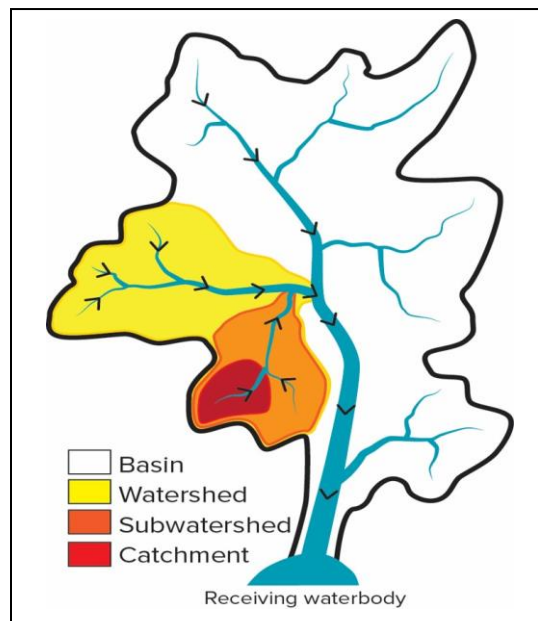 Basin
Watershed
Subwatershed
Catchment
Receiving waterbody